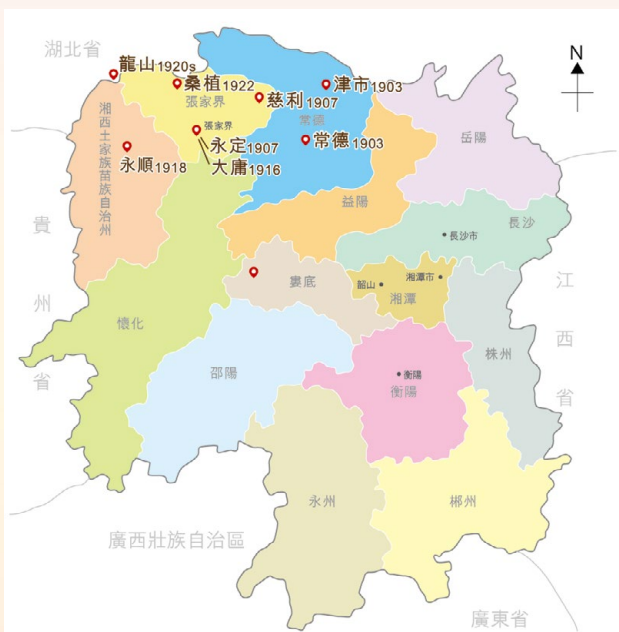 湖北省
龍山1920s
桑植1922
張家界
慈利1907
津市1903
常德
常德1903
張家界
永定1907
大庸1916
永順1918
湘西土家族苗族自治州
岳陽
益陽
長沙
長沙市
貴州省
江西省
婁底
韶山
湘潭市
湘潭
懷化
邵陽
衡陽
衡陽
株州
永州
郴州
廣西壯族自治區
廣東省
N